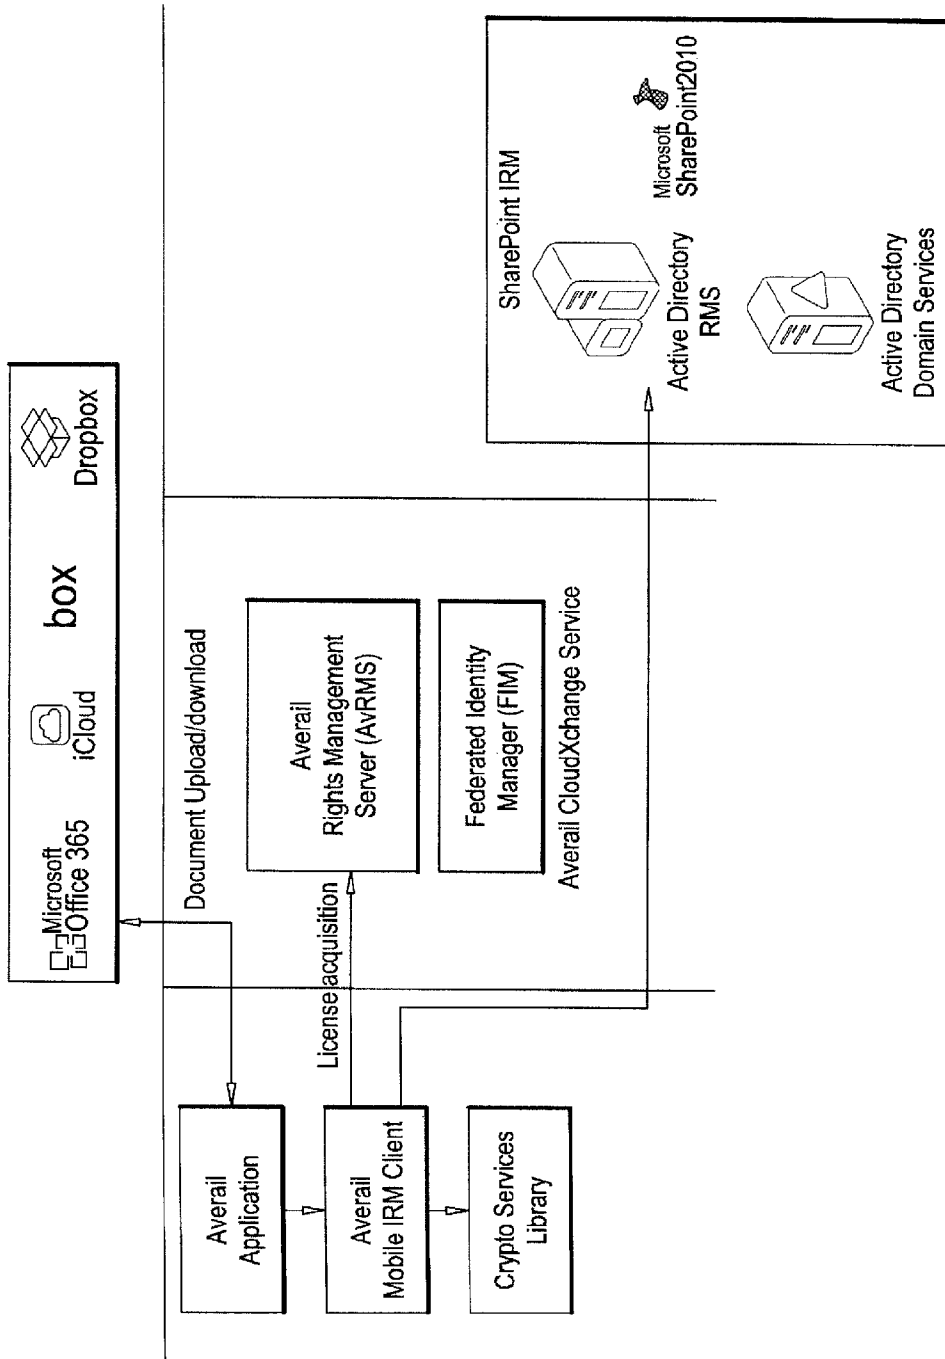 Microsoft
Office 365
iCloud
box
Dropbox
Document Upload/download
Averail
Application
License acquisition
Averail
Rights Management
Server (AvRMS)
Averail
Mobile IRM Client
Federated Identity
Manager (FIM)
Crypto Services
Library
Averail CloudXchange Service
SharePoint IRM
Microsoft
SharePoint2010
Active Directory
RMS
Active Directory
Domain Services